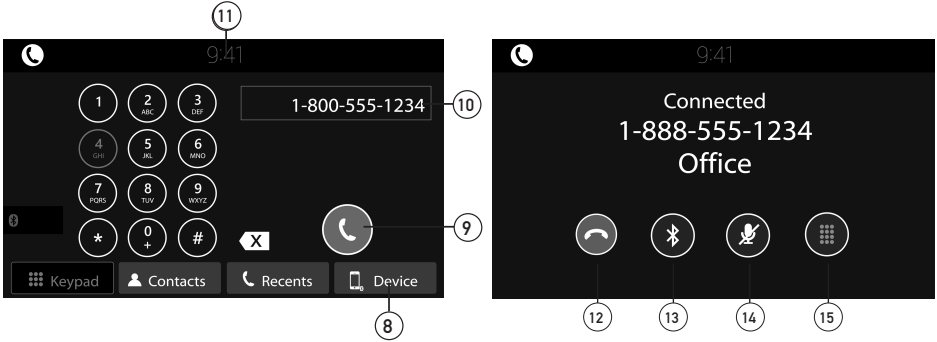 11
9:41
1
2
ABC
3
DEF
1-800-555-1234
10
4
GHI
5
JKL
6
MNO
7
PQRS
8
TUV
9
WXYZ
*
0
+
#
X
9
Keypad
Contacts
Recents
Device
8
9:41
Connected
1-888-555-1234
Office
12
13
14
15